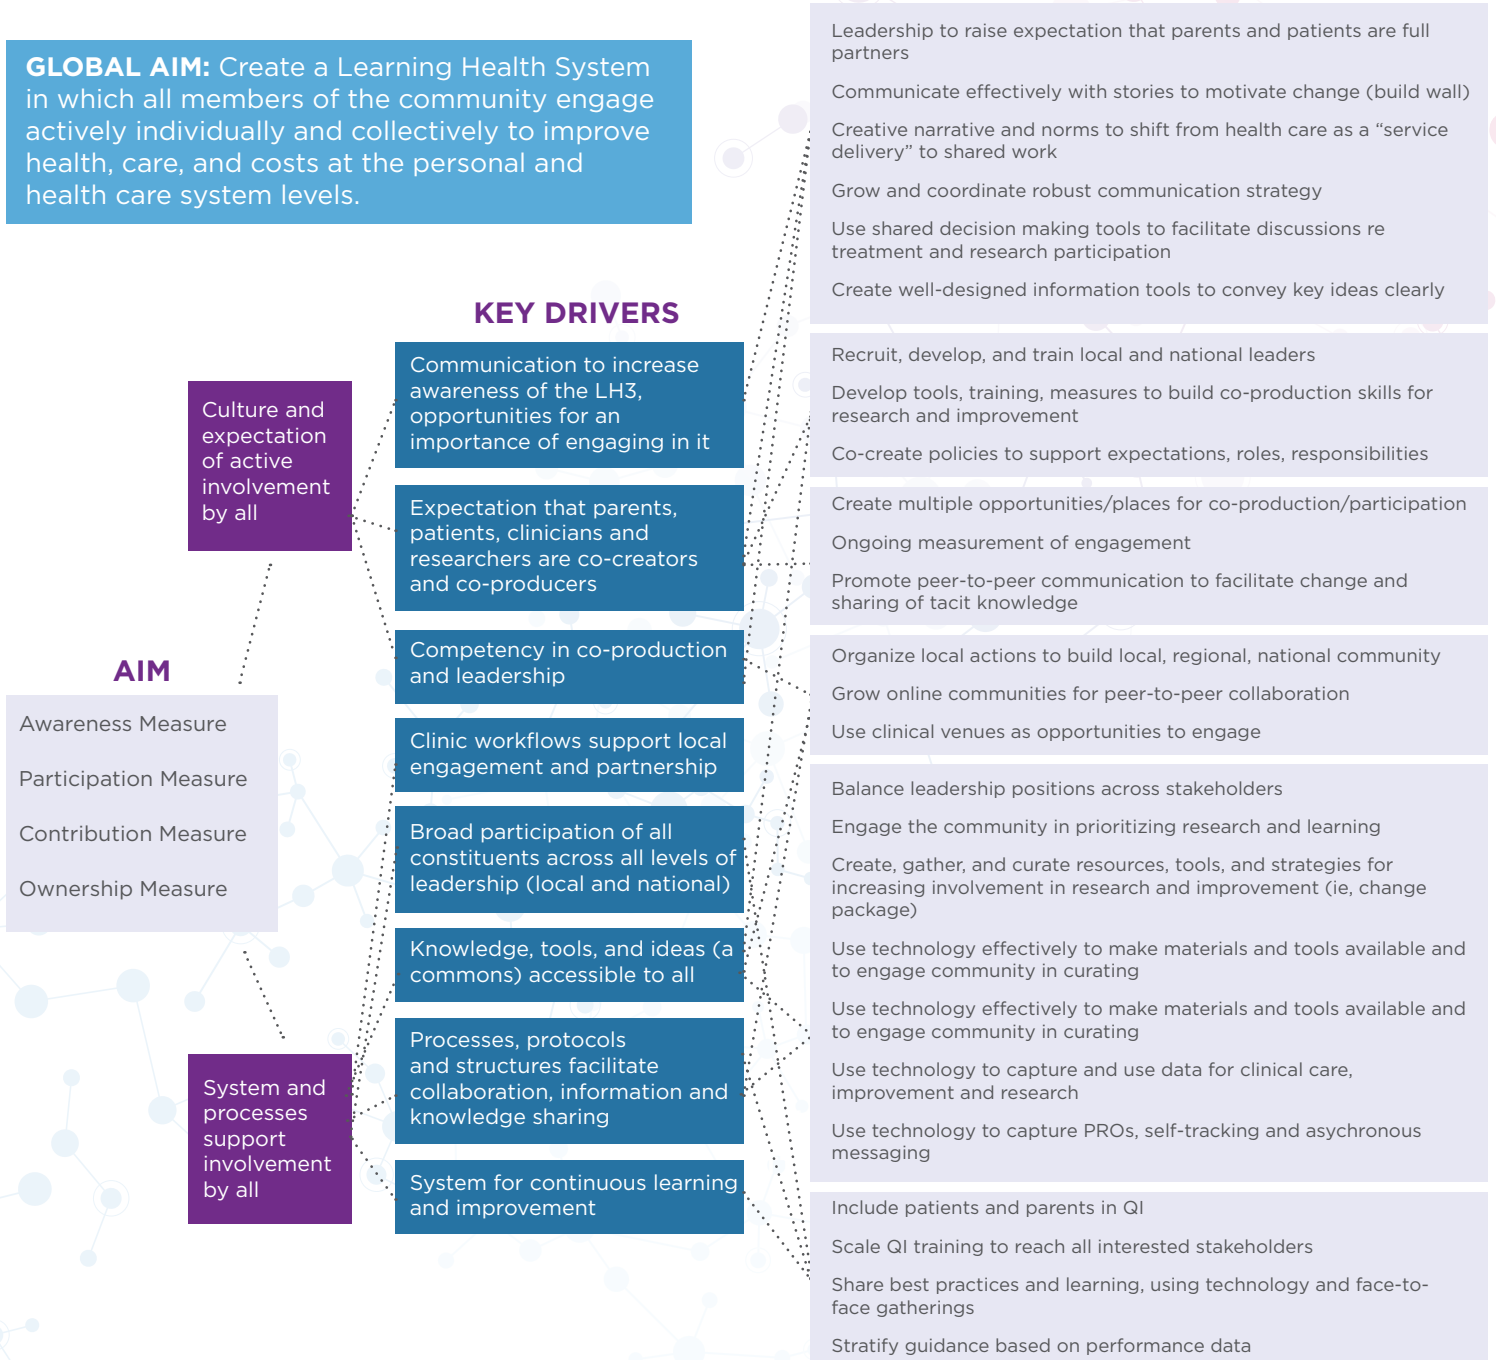 GLOBAL AIM: Create a Learning Health System
in which all members of the community engage
actively individually and collectively to improve
health, care, and costs at the personal and
health care system levels.
AIM
Awareness Measure
Participation Measure
Contribution Measure
Ownership Measure
Culture and
expectation
of active
involvement
by all
System and
processes
support
involvement
by all
KEY DRIVERS
Communication to increase
awareness of the LH3,
opportunities for an
importance of engaging in it
Expectation that parents,
patients, clinicians and
researchers are co-creators
and co-producers
Competency in co-production
and leadership
Clinic workflows support local
engagement and partnership
Broad participation of all
constituents across all levels of
leadership (local and national)
Knowledge, tools, and ideas (a
commons) accessible to all
Processes, protocols
and structures facilitate
collaboration, information and
knowledge sharing
System for continuous learning
and improvement
Leadership to raise expectation that parents and patients are full
partners
Communicate effectively with stories to motivate change (build wall)
Creative narrative and norms to shift from health care as a “service
delivery” to shared work
Grow and coordinate robust communication strategy
Use shared decision making tools to facilitate discussions re
treatment and research participation
Create well-designed information tools to convey key ideas clearly
Recruit, develop, and train local and national leaders
Develop tools, training, measures to build co-production skills for
research and improvement
Co-create policies to support expectations, roles, responsibilities
Create multiple opportunities/places for co-production/participation
Ongoing measurement of engagement
Promote peer-to-peer communication to facilitate change and
sharing of tacit knowledge
Organize local actions to build local, regional, national community
Grow online communities for peer-to-peer collaboration
Use clinical venues as opportunities to engage
Balance leadership positions across stakeholders
Engage the community in prioritizing research and learning
Create, gather, and curate resources, tools, and strategies for
increasing involvement in research and improvement (ie, change
package)
Use technology effectively to make materials and tools available and
to engage community in curating
Use technology effectively to make materials and tools available and
to engage community in curating
Use technology to capture and use data for clinical care,
improvement and research
Use technology to capture PROs, self-tracking and asychronous
messaging
Include patients and parents in QI
Scale QI training to reach all interested stakeholders
Share best practices and learning, using technology and face-to-
face gatherings
Stratify guidance based on performance data